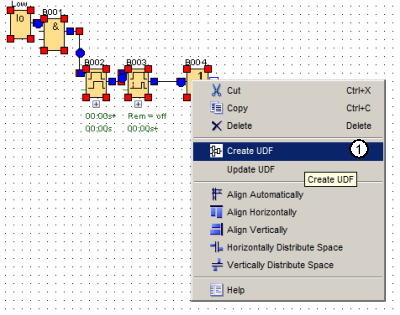 Low
lo
B001
&
B002
B003
B004
1
00:00s+
00:00s
Rem = off
00:00s+
Cut Ctrl+X
Copy Ctrl+C
Delete Delete
Create UDF 1
Update UDF
Create UDF
Align Automatically
Align Horizontally
Align Vertically
Horizontally Distribute Space
Vertically Distribute Space
Help